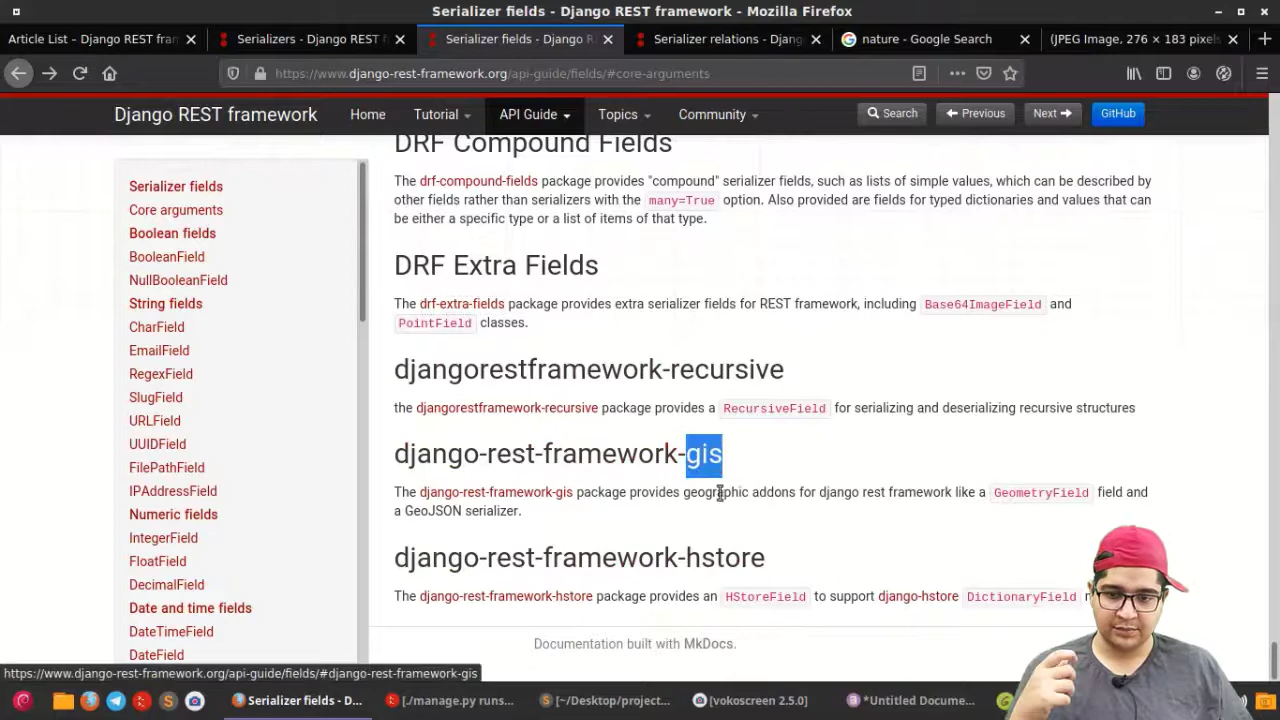 Serializer fields - Django REST framework - Mozilla Firefox
Article List - Django REST fran
Serializers - Django REST f
Serializer fields - Django R
Serializer relations - Djang
nature - Google Search
(JPEG Image, 276 × 183 pixels
https://www.django-rest-framework.org/api-guide/fields/#core-arguments
Django REST framework
Home
Tutorial
API Guide
Topics
Community
Search
Previous
Next
GitHub
Serializer fields
Core arguments
Boolean fields
BooleanField
NullBooleanField
String fields
CharField
EmailField
RegexField
SlugField
URLField
UUIDField
FilePathField
IPAddressField
Numeric fields
IntegerField
FloatField
DecimalField
Date and time fields
DateTimeField
DateField
DRF Compound Fields
The drf-compound-fields package provides "compound" serializer fields, such as lists of simple values, which can be described by
other fields rather than serializers with the many=True option. Also provided are fields for typed dictionaries and values that can
be either a specific type or a list of items of that type.
DRF Extra Fields
The drf-extra-fields package provides extra serializer fields for REST framework, including Base64ImageField and
PointField classes.
djangorestframework-recursive
the djangorestframework-recursive package provides a RecursiveField for serializing and deserializing recursive structures
django-rest-framework-gis
The django-rest-framework-gis package provides geographic addons for django rest framework like a GeometryField field and
a GeoJSON serializer.
django-rest-framework-hstore
The django-rest-framework-hstore package provides an HStoreField to support django-hstore DictionaryField
Documentation built with MkDocs.
https://www.django-rest-framework.org/api-guide/fields/#django-rest-framework-gis
Serializer fields - D...
[./manage.py runs...
[~/Desktop/project...
[vokoscreen 2.5.0]
*Untitled Docume...